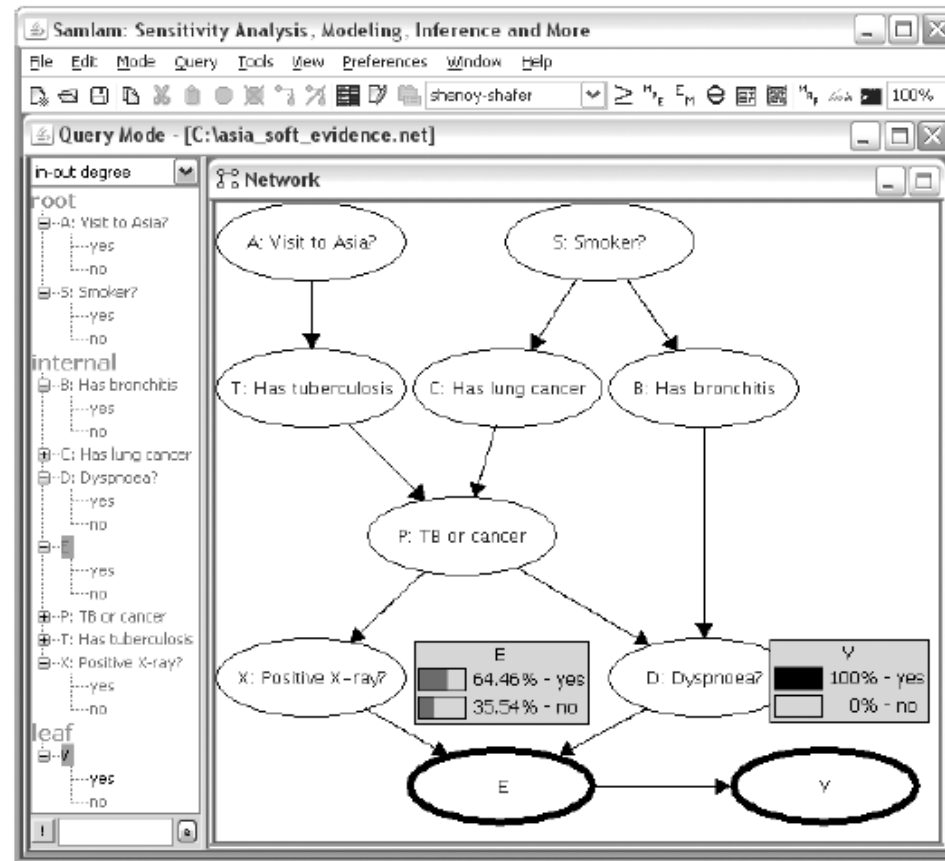 Samlam: Sensitivity Analysis, Modeling, Inference and More
File Edit Mode Query Tools View Preferences Window Help
shenoy-shafer 100%
Query Mode - [C:\asia_soft_evidence.net]
in-out degree
root
A: Visit to Asia?
yes
no
S: Smoker?
yes
no
internal
B: Has bronchitis
yes
no
C: Has lung cancer
D: Dyspnoea?
yes
no
E
yes
no
P: TB or cancer
T: Has tuberculosis
X: Positive X-ray?
yes
no
leaf
V
yes
no
!
Network
A: Visit to Asia?
S: Smoker?
T: Has tuberculosis
C: Has lung cancer
B: Has bronchitis
P: TB or cancer
X: Positive X-ray?
E
64.46% - yes
35.54% - no
D: Dyspnoea?
V
100% - yes
0% - no
E
V